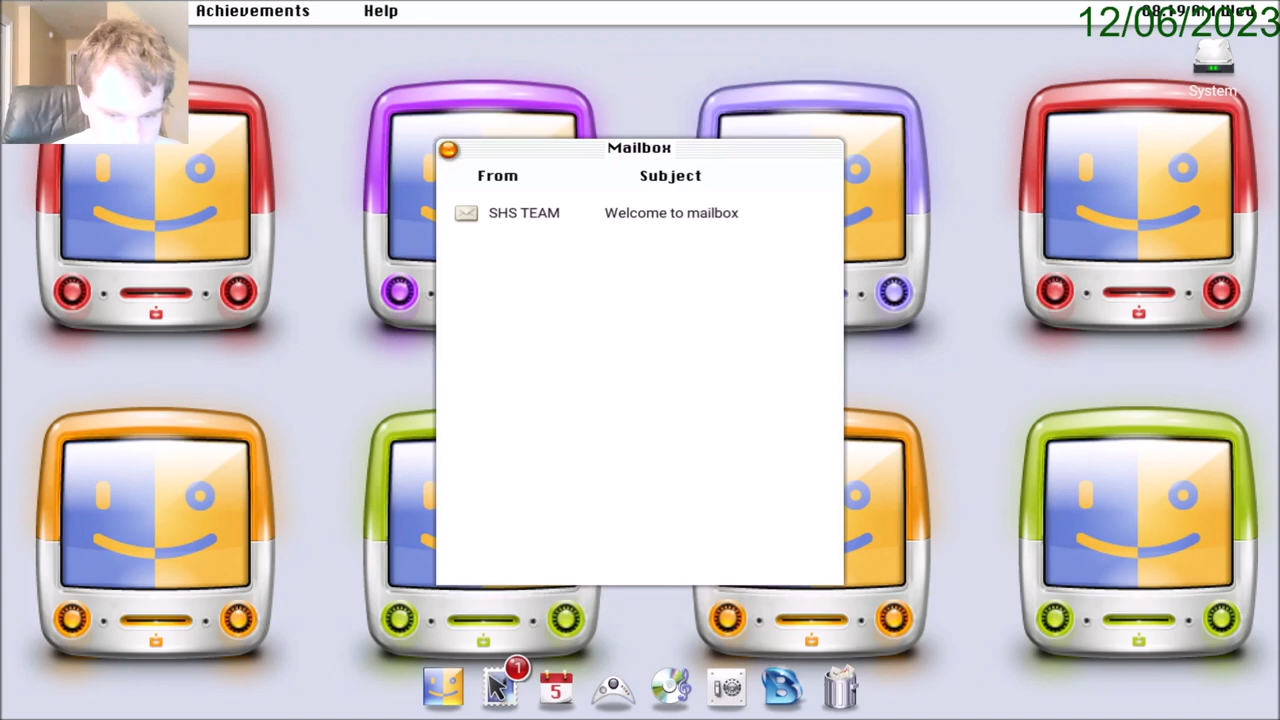 Achievements Help
12/06/2023
System
Mailbox
From Subject
SHS TEAM Welcome to mailbox
1
5
B